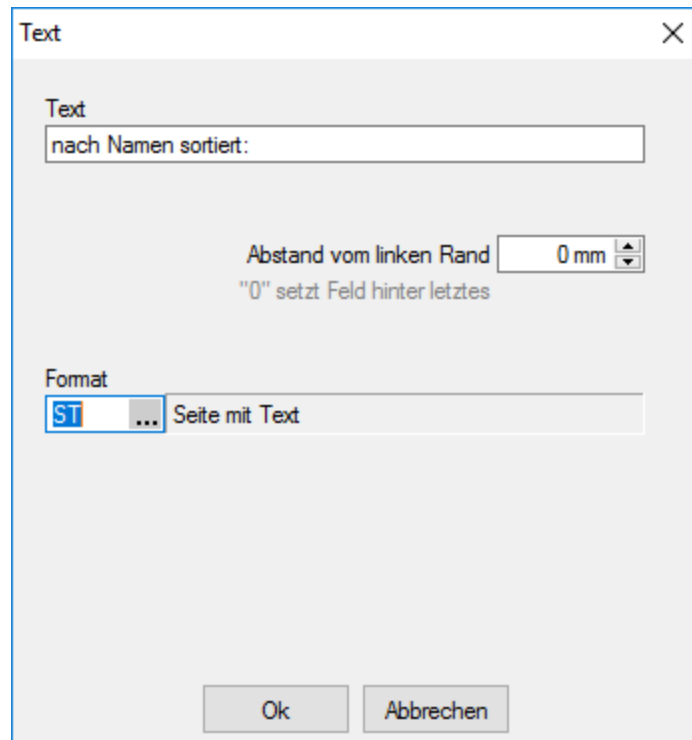 Text
Text
nach Namen sortiert:
Abstand vom linken Rand 0 mm
"0" setzt Feld hinter letztes
Format
ST ... Seite mit Text
Ok Abbrechen